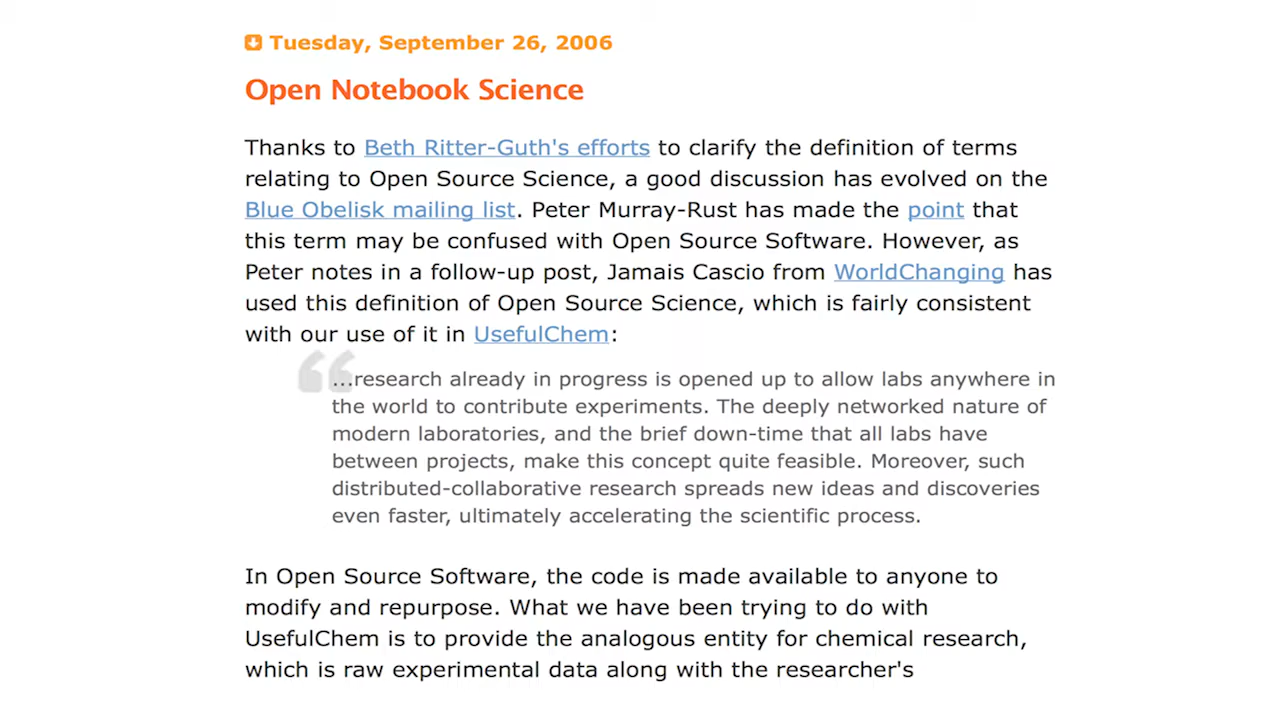 Tuesday, September 26, 2006
Open Notebook Science
Thanks to Beth Ritter-Guth's efforts to clarify the definition of terms
relating to Open Source Science, a good discussion has evolved on the
Blue Obelisk mailing list. Peter Murray-Rust has made the point that
this term may be confused with Open Source Software. However, as
Peter notes in a follow-up post, Jamais Cascio from WorldChanging has
used this definition of Open Source Science, which is fairly consistent
with our use of it in UsefulChem:
“...research already in progress is opened up to allow labs anywhere in
the world to contribute experiments. The deeply networked nature of
modern laboratories, and the brief down-time that all labs have
between projects, make this concept quite feasible. Moreover, such
distributed-collaborative research spreads new ideas and discoveries
even faster, ultimately accelerating the scientific process.
In Open Source Software, the code is made available to anyone to
modify and repurpose. What we have been trying to do with
UsefulChem is to provide the analogous entity for chemical research,
which is raw experimental data along with the researcher's